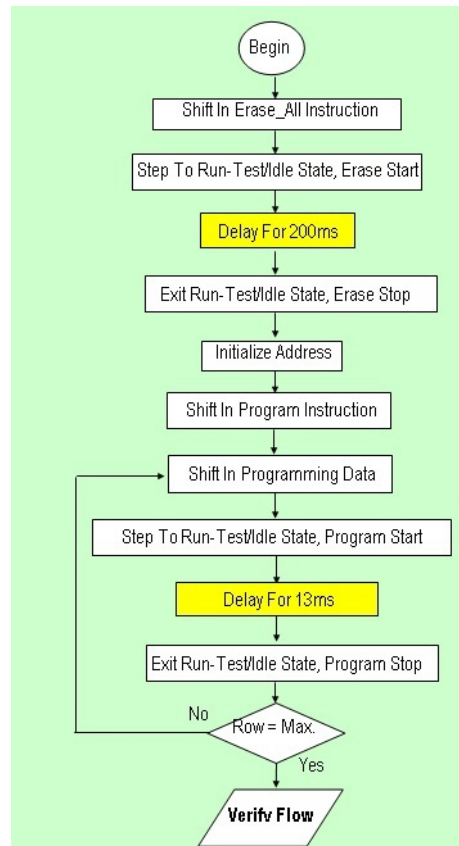 Begin
Shift In Erase_All Instruction
Step To Run-Test/Idle State, Erase Start
Delay For 200ms
Exit Run-Test/Idle State, Erase Stop
Initialize Address
Shift In Program Instruction
Shift In Programming Data
Step To Run-Test/Idle State, Program Start
Delay For 13ms
Exit Run-Test/Idle State, Program Stop
No
Row = Max.
Yes
Verify Flow